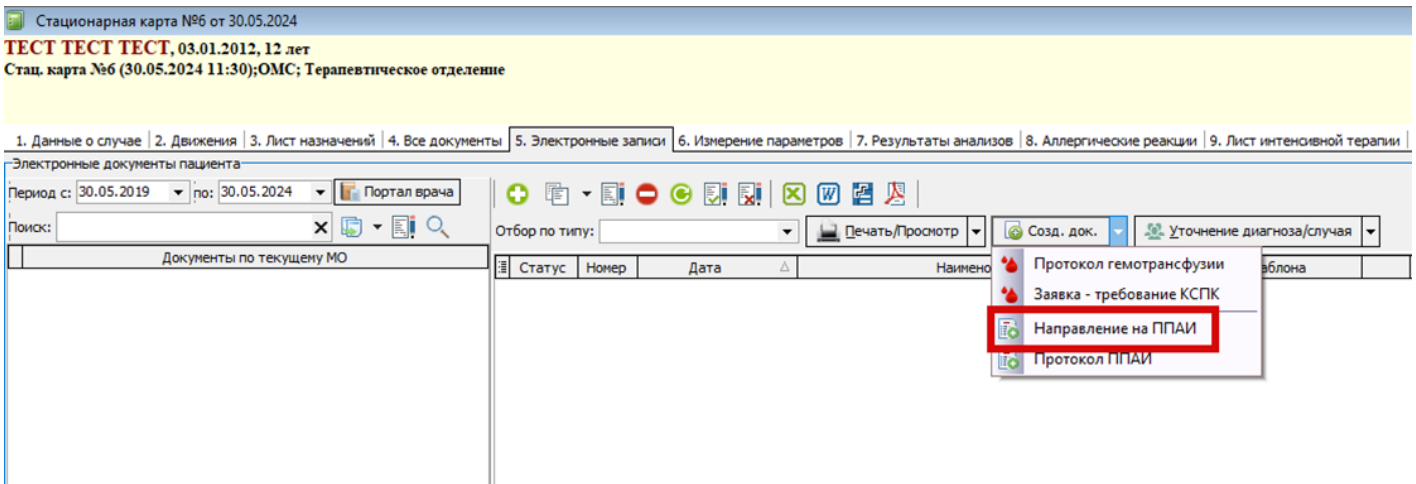 Стационарная карта №6 от 30.05.2024
ТЕСТ ТЕСТ ТЕСТ, 03.01.2012, 12 лет
Стац. карта №6 (30.05.2024 11:30);ОМС; Терапевтическое отделение
1. Данные о случае 2. Движения 3. Лист назначений 4. Все документы 5. Электронные записи 6. Измерение параметров 7. Результаты анализов 8. Аллергические реакции 9. Лист интенсивной терапии
Электронные документы пациента
Период с: 30.05.2019 по: 30.05.2024 Портал врача
Поиск:
Отбор по типу: Печать/Просмотр Созд. док. Уточнение диагноза/случая
Документы по текущему МО
Статус Номер Дата Наимено аблона
Протокол гемотрансфузии
Заявка - требование КСПК
Направление на ППАИ
Протокол ППАИ